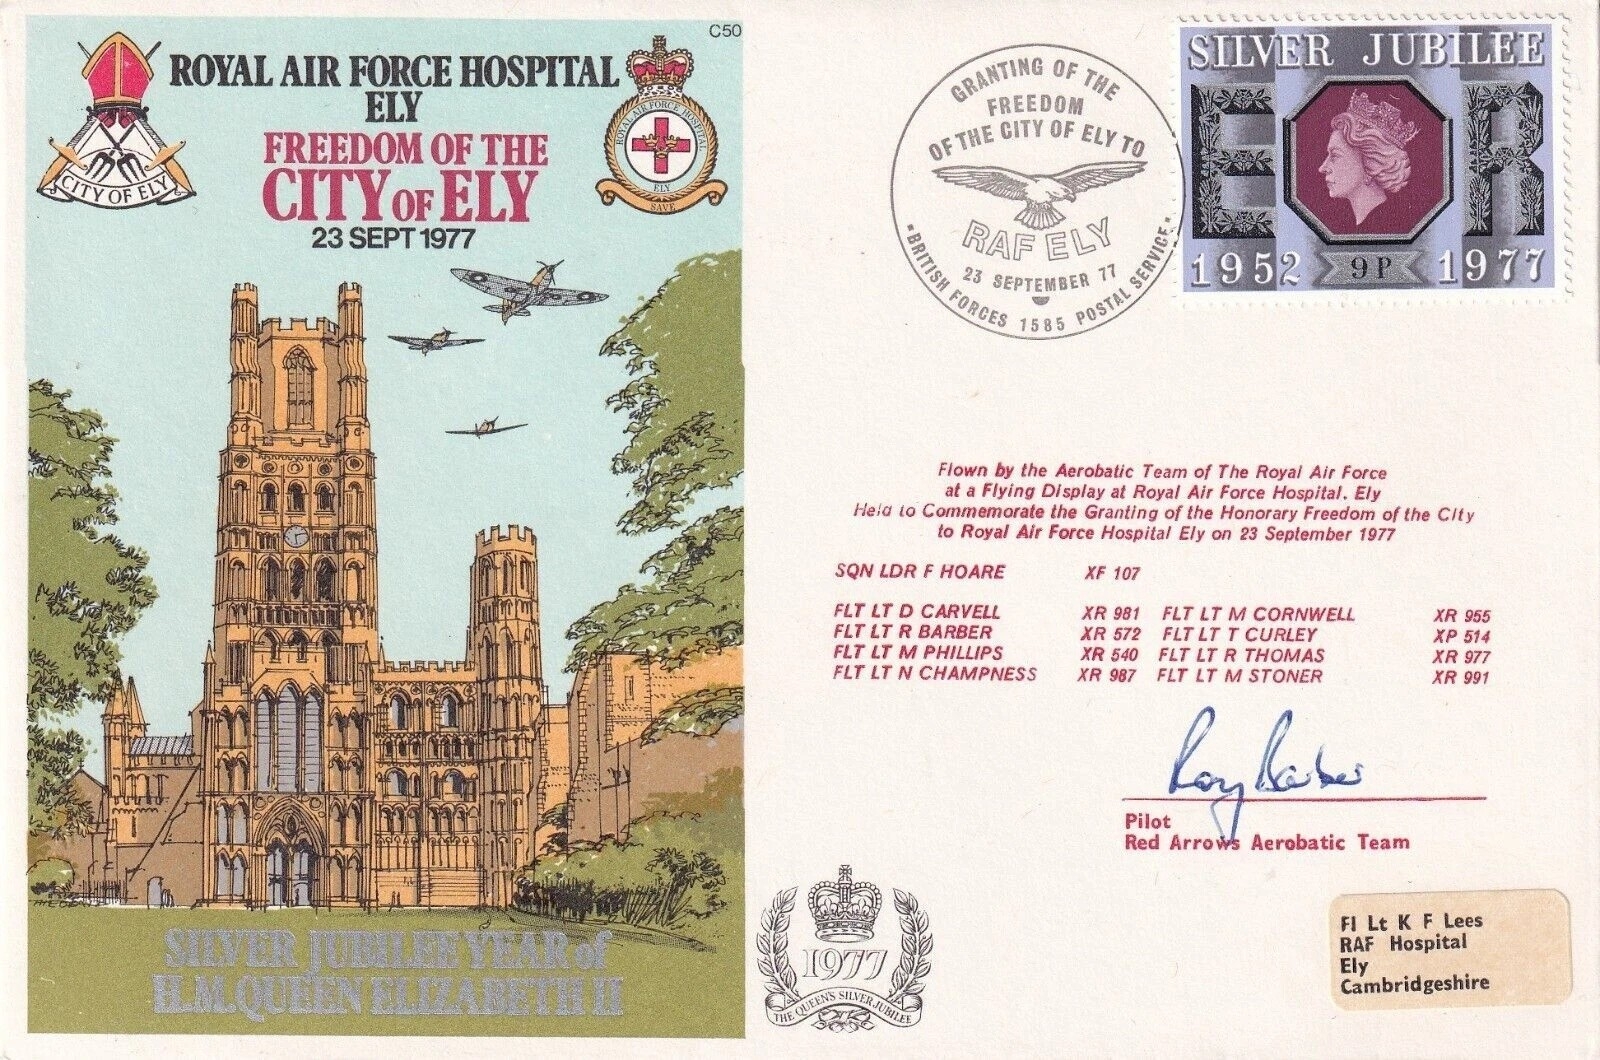 C50
ROYAL AIR FORCE HOSPITAL
ELY
FREEDOM OF THE
CITY OF ELY
23 SEPT 1977
CITY OF ELY
ROYAL AIR FORCE HOSPITAL
ELY
SAVE
SILVER JUBILEE YEAR of
H.M. QUEEN ELIZABETH II
GRANTING OF THE
FREEDOM
OF THE CITY OF ELY TO
RAF ELY
23 SEPTEMBER 77
BRITISH FORCES 1585 POSTAL SERVICE
SILVER JUBILEE
E R
1952 9P 1977
Flown by the Aerobatic Team of The Royal Air Force
at a Flying Display at Royal Air Force Hospital. Ely
Held to Commemorate the Granting of the Honorary Freedom of the City
to Royal Air Force Hospital Ely on 23 September 1977
SQN LDR F HOARE XF 107
FLT LT D CARVELL XR 981 FLT LT M CORNWELL XR 955
FLT LT R BARBER XR 572 FLT LT T CURLEY XP 514
FLT LT M PHILLIPS XR 540 FLT LT R THOMAS XR 977
FLT LT N CHAMPNESS XR 987 FLT LT M STONER XR 991
Roy Barber
Pilot
Red Arrows Aerobatic Team
1977
THE QUEEN'S SILVER JUBILEE
Fl Lt K F Lees
RAF Hospital
Ely
Cambridgeshire